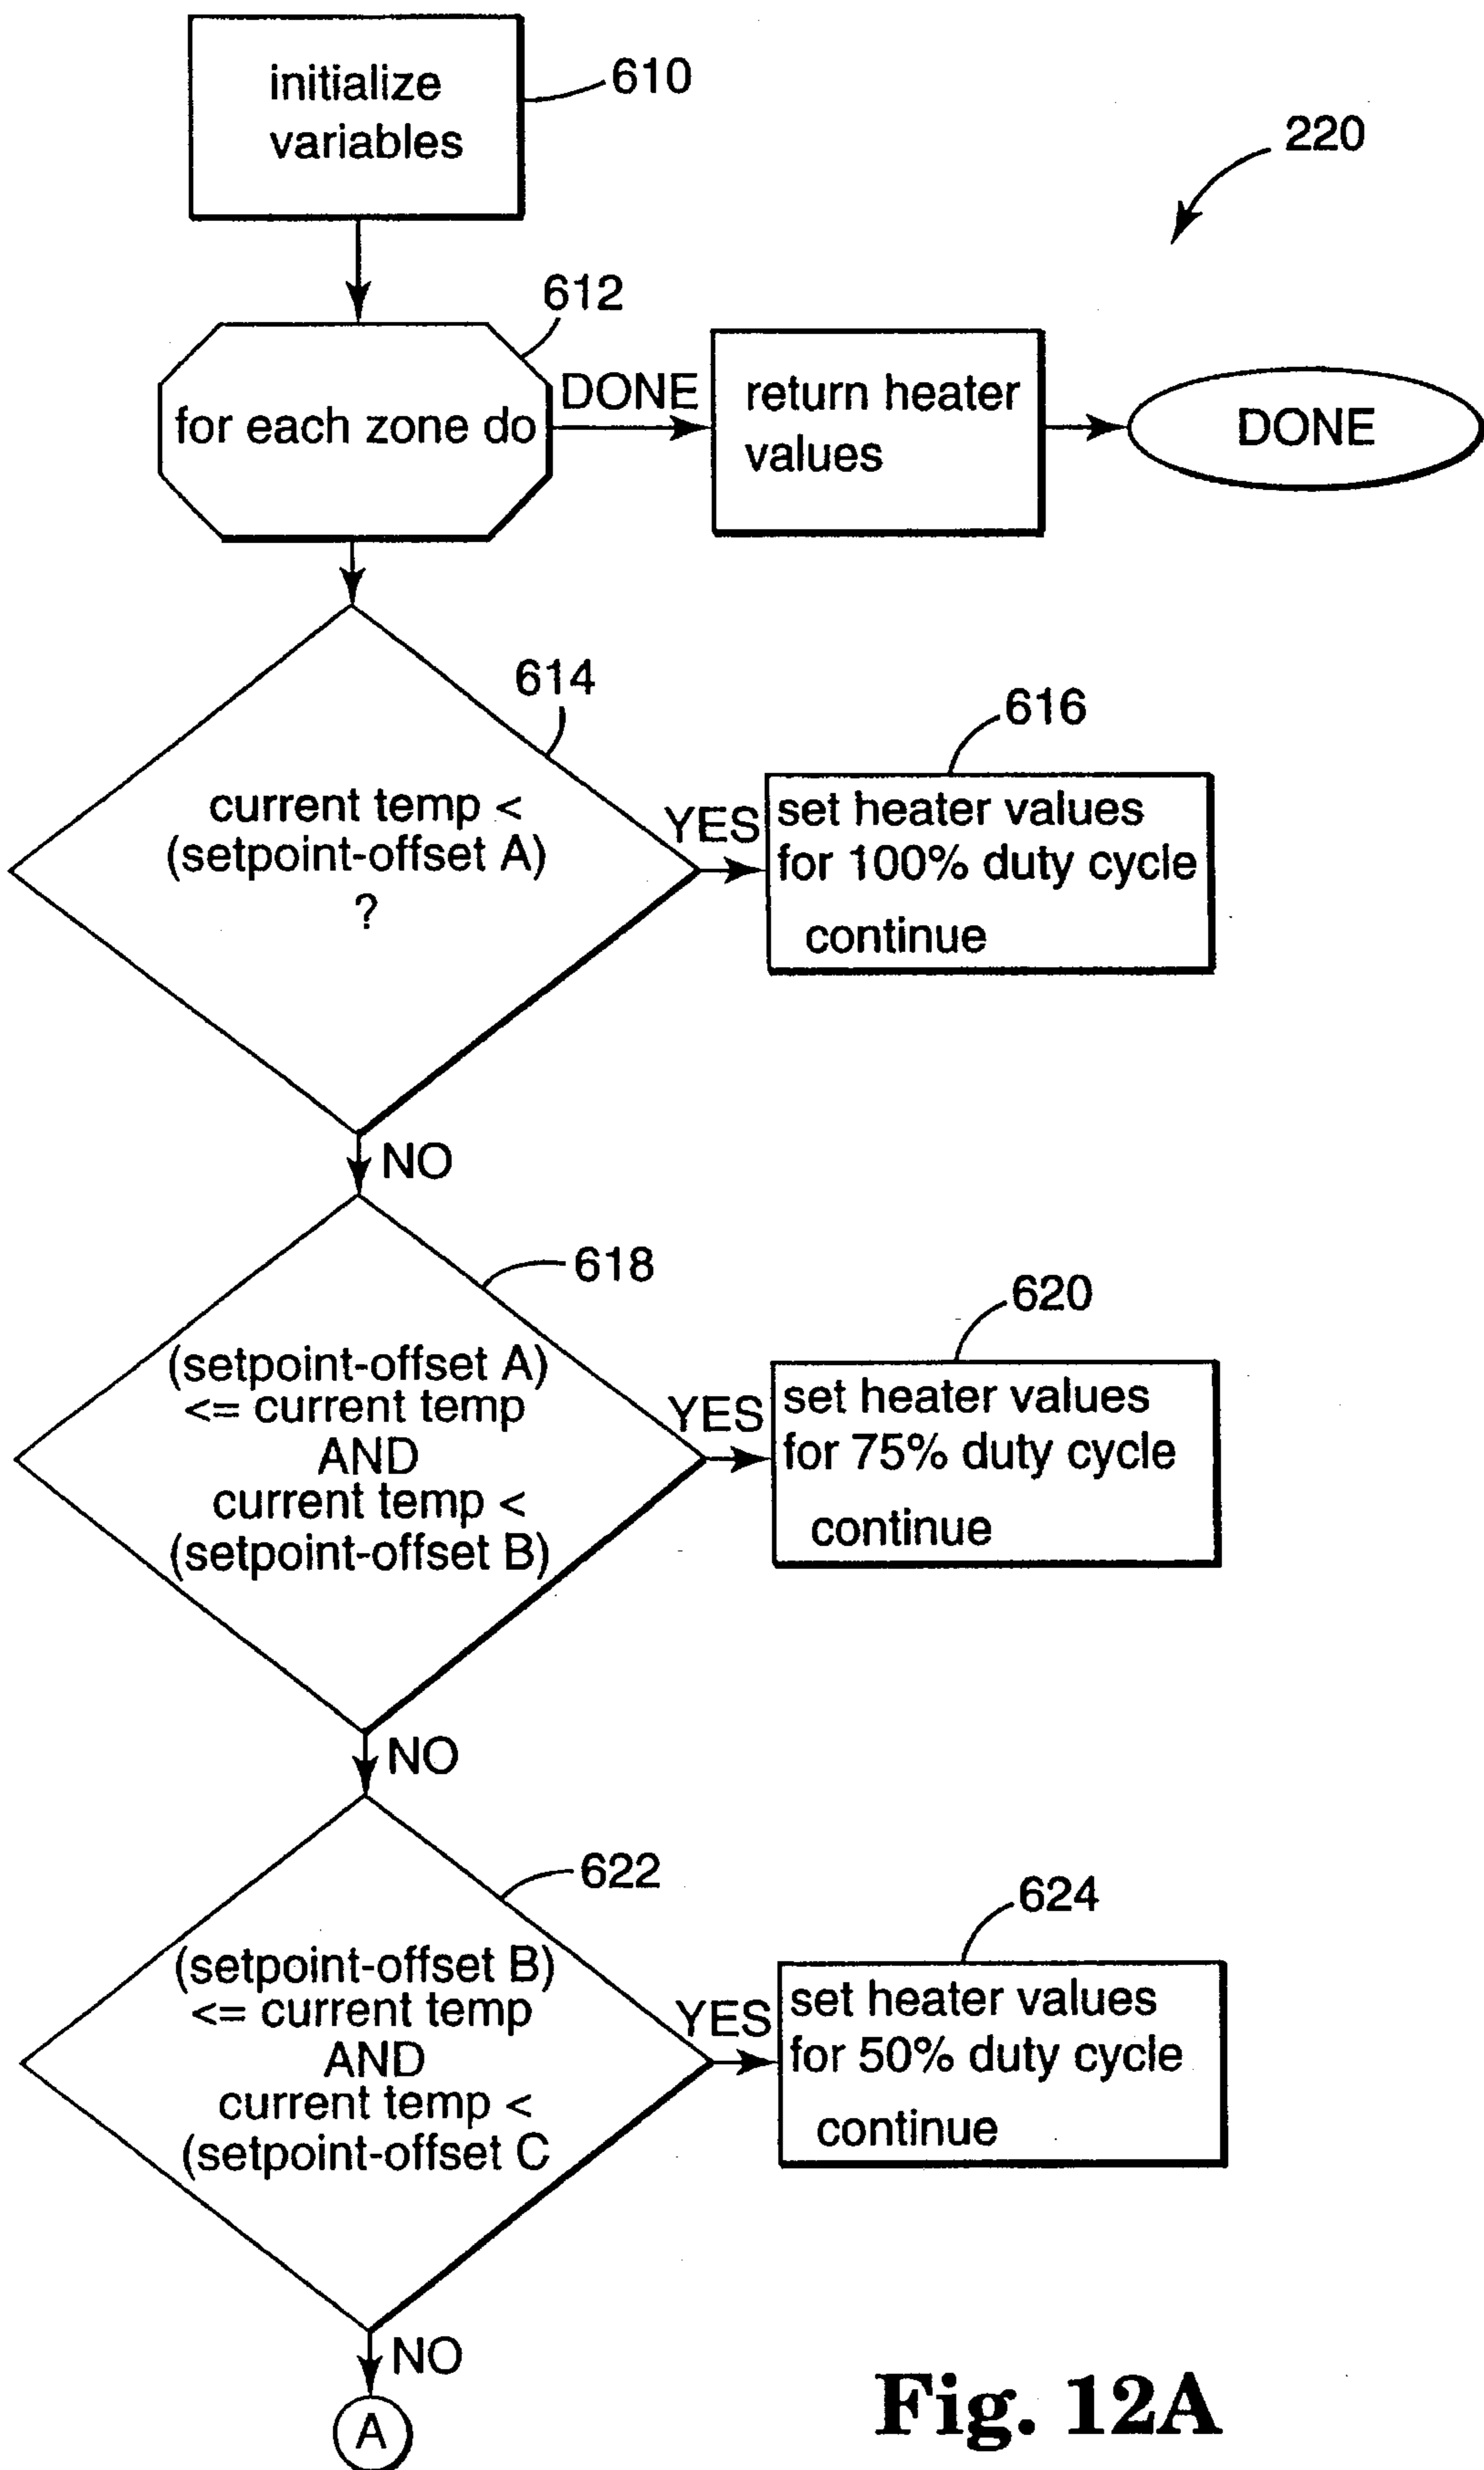 initialize
variables
610
220
612
for each zone do
DONE
return heater
values
DONE
614
current temp <
(setpoint-offset A)
?
YES
616
set heater values
for 100% duty cycle
continue
NO
618
(setpoint-offset A)
<= current temp
AND
current temp <
(setpoint-offset B)
YES
620
set heater values
for 75% duty cycle
continue
NO
622
(setpoint-offset B)
<= current temp
AND
current temp <
(setpoint-offset C
YES
624
set heater values
for 50% duty cycle
continue
NO
A
Fig. 12A